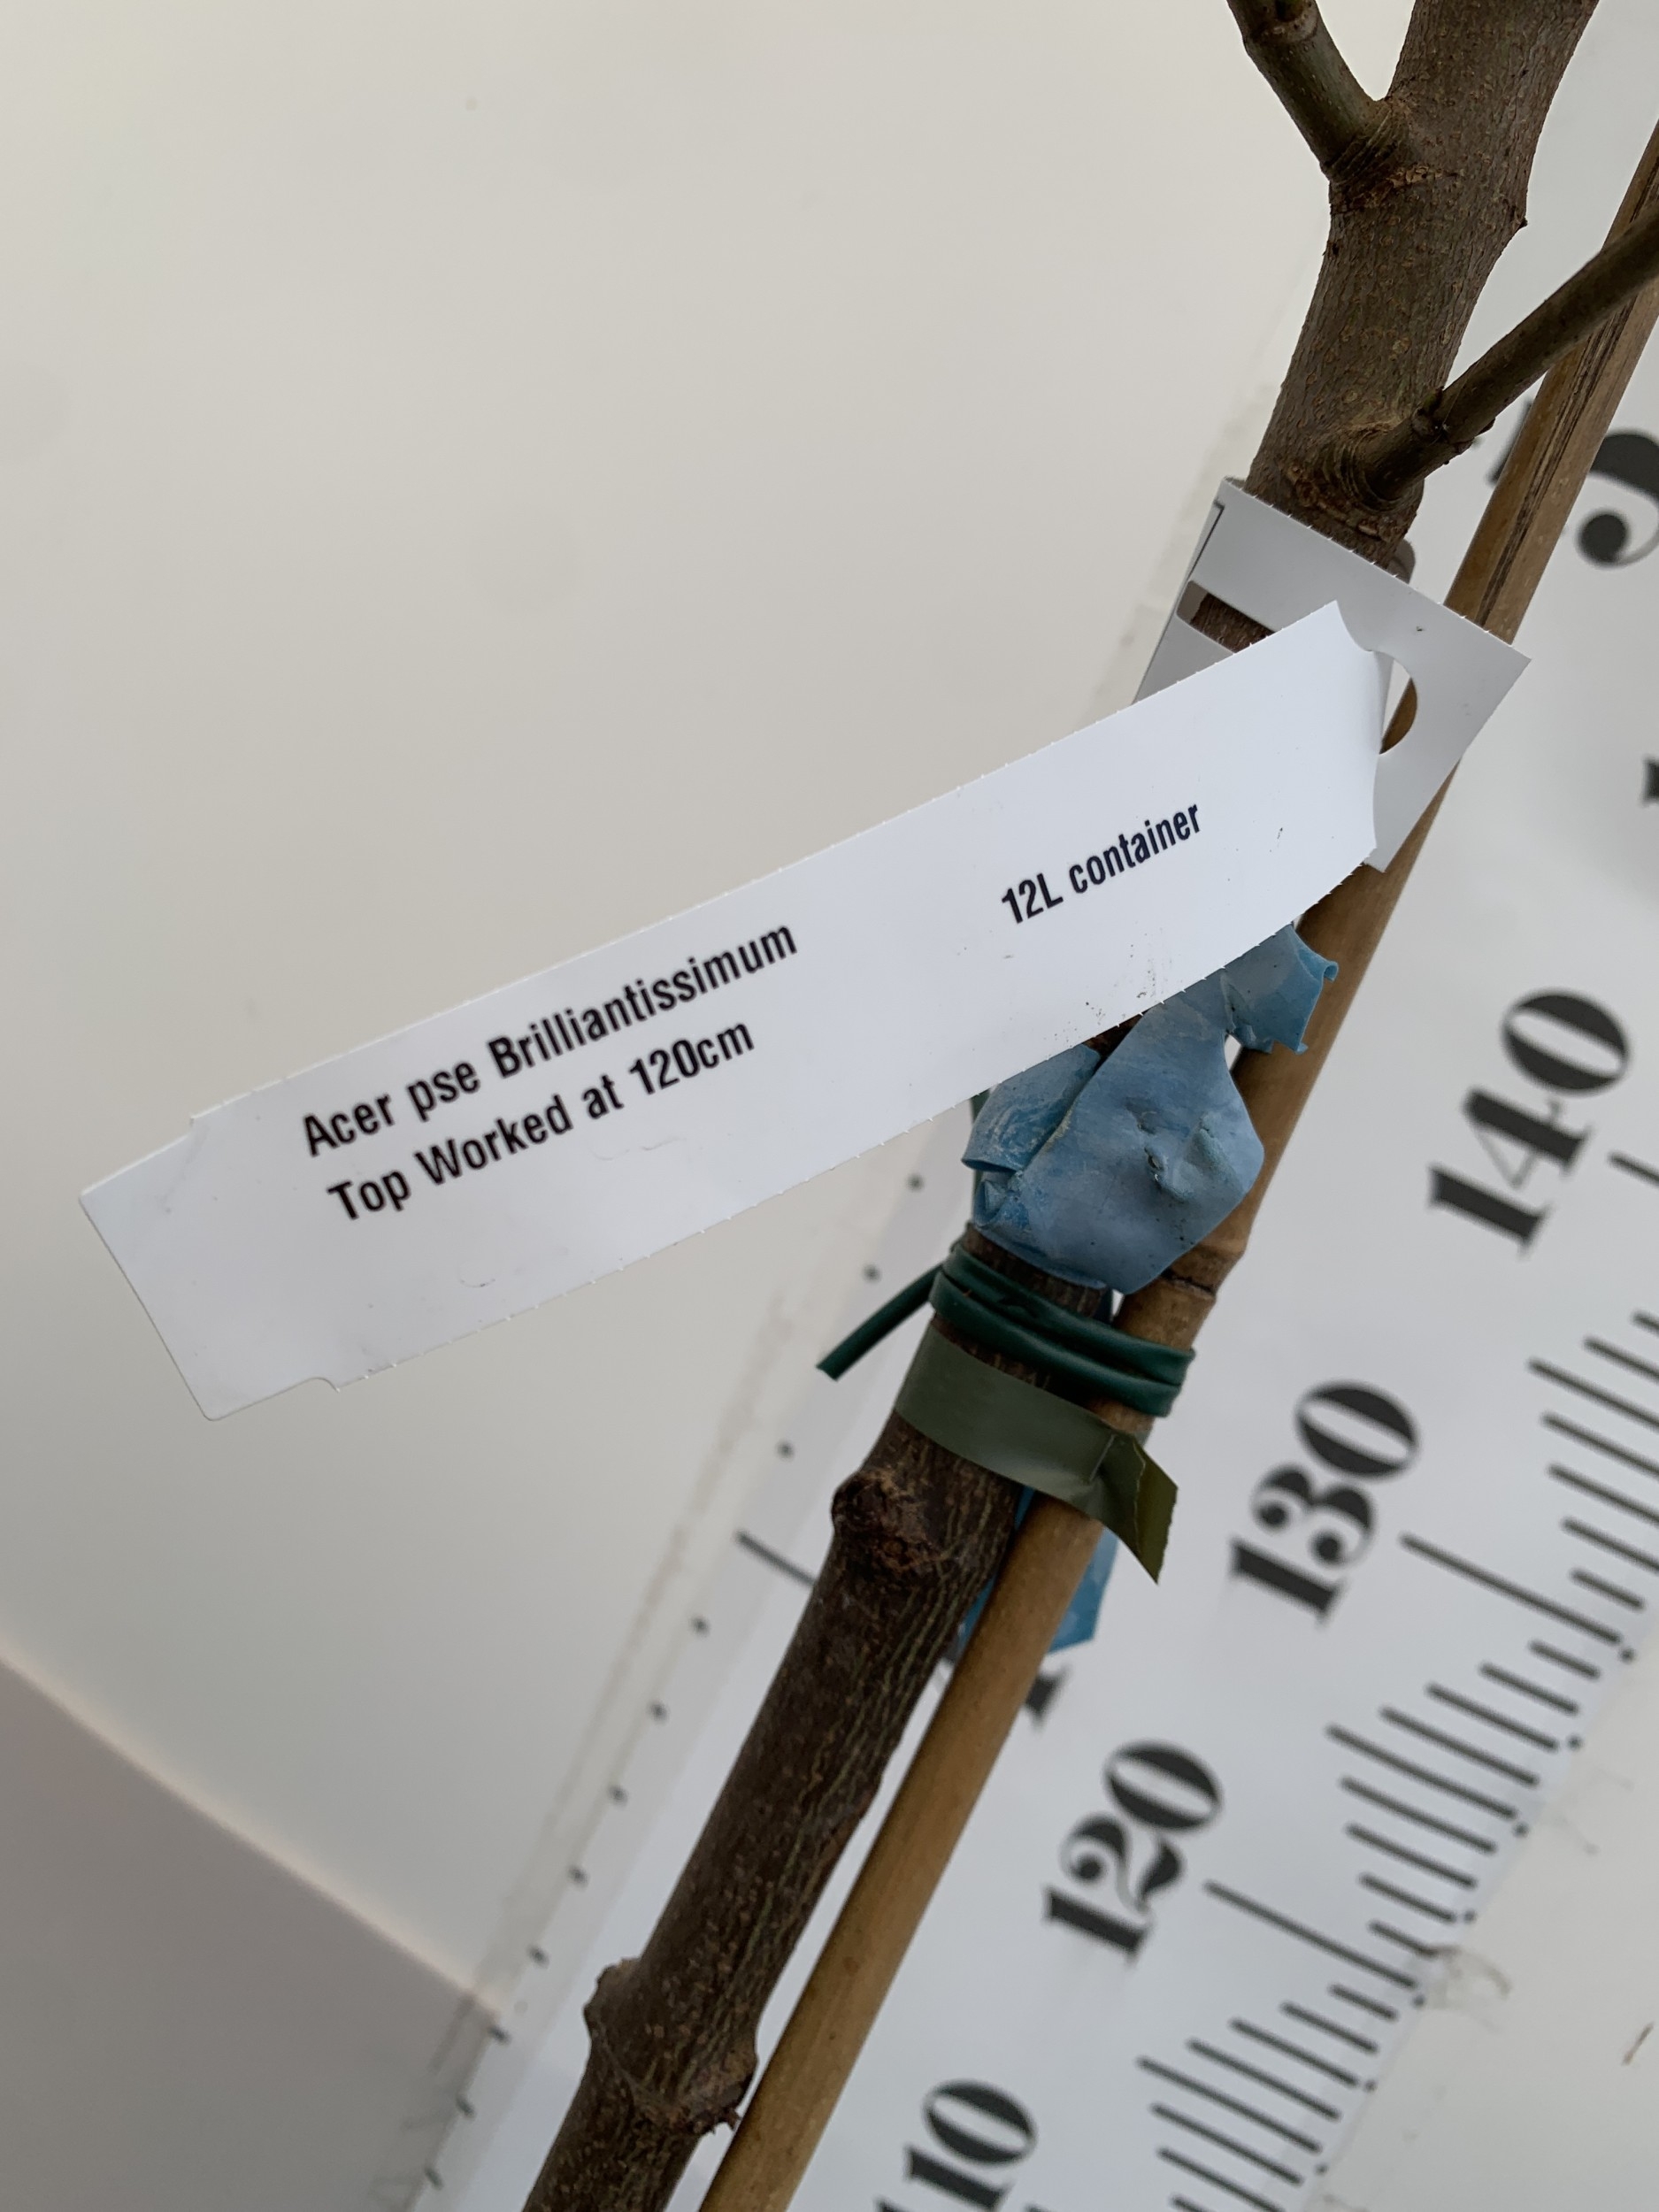 Acer pse Brilliantissimum
Top Worked at 120cm
12L container
140
130
120
110